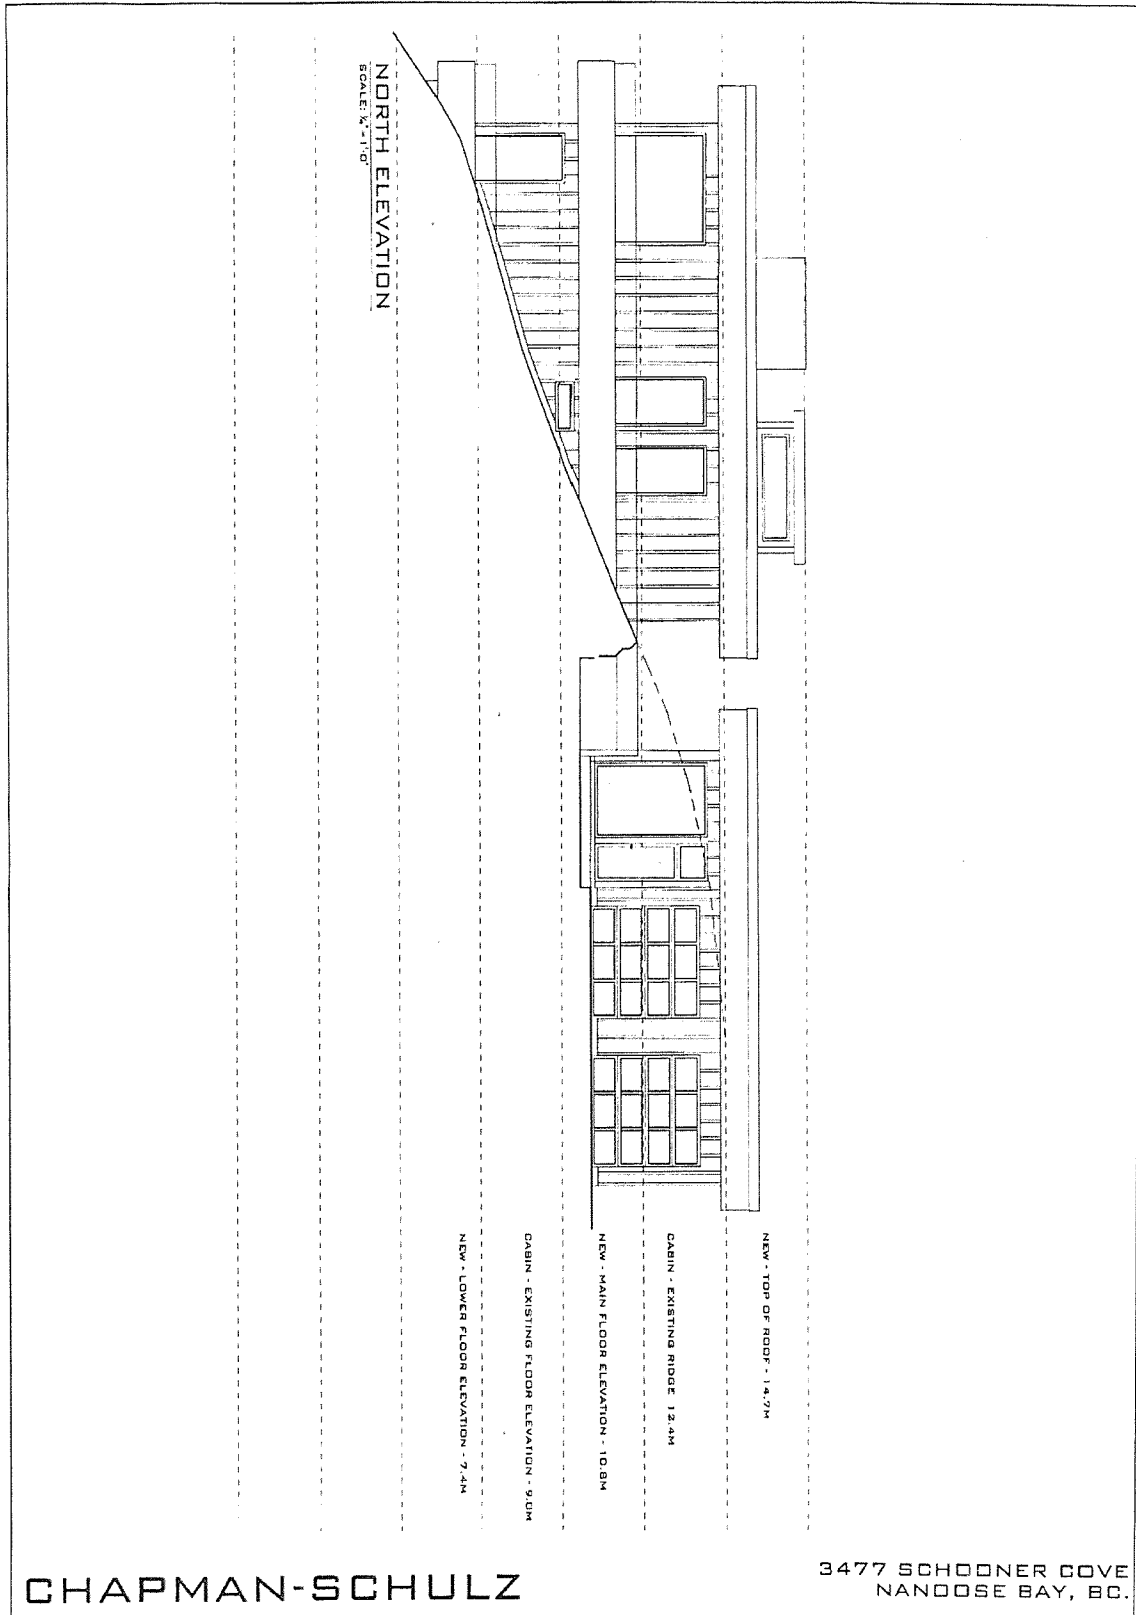 NORTH ELEVATION
SCALE: ¼"=1'-0"
NEW - TOP OF ROOF - 14.7M
CABIN - EXISTING RIDGE 12.4M
NEW - MAIN FLOOR ELEVATION - 10.8M
CABIN - EXISTING FLOOR ELEVATION - 9.0M
NEW - LOWER FLOOR ELEVATION - 7.4M
CHAPMAN-SCHULZ
3477 SCHOONER COVE
NANOOSE BAY, BC.